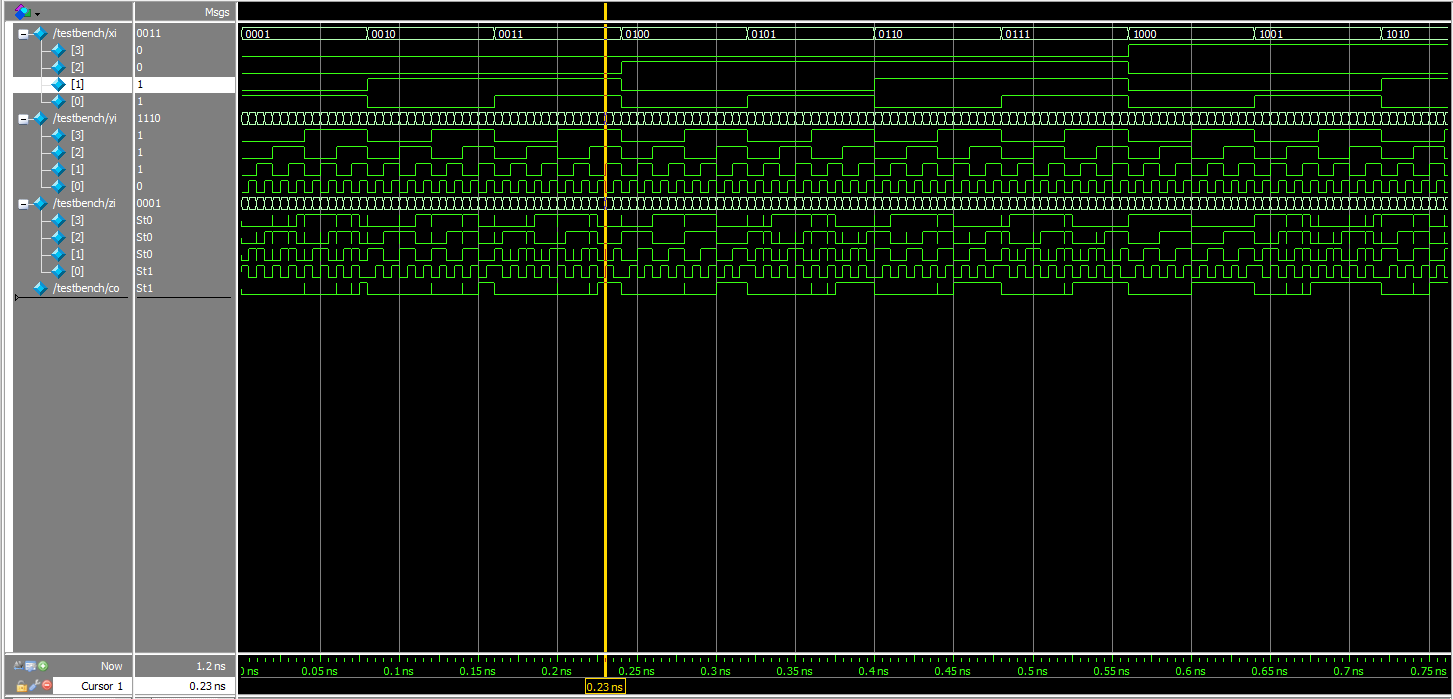 Msgs
/testbench/xi 0011 0001 0010 0011 0100 0101 0110 0111 1000 1001 1010
[3] 0
[2] 0
[1] 1
[0] 1
/testbench/yi 1110
[3] 1
[2] 1
[1] 1
[0] 0
/testbench/zi 0001
[3] St0
[2] St0
[1] St0
[0] St1
/testbench/co St1
Now 1.2 ns
ns 0.05 ns 0.1 ns 0.15 ns 0.2 ns 0.25 ns 0.3 ns 0.35 ns 0.4 ns 0.45 ns 0.5 ns 0.55 ns 0.6 ns 0.65 ns 0.7 ns 0.75 ns
Cursor 1 0.23 ns 0.23 ns